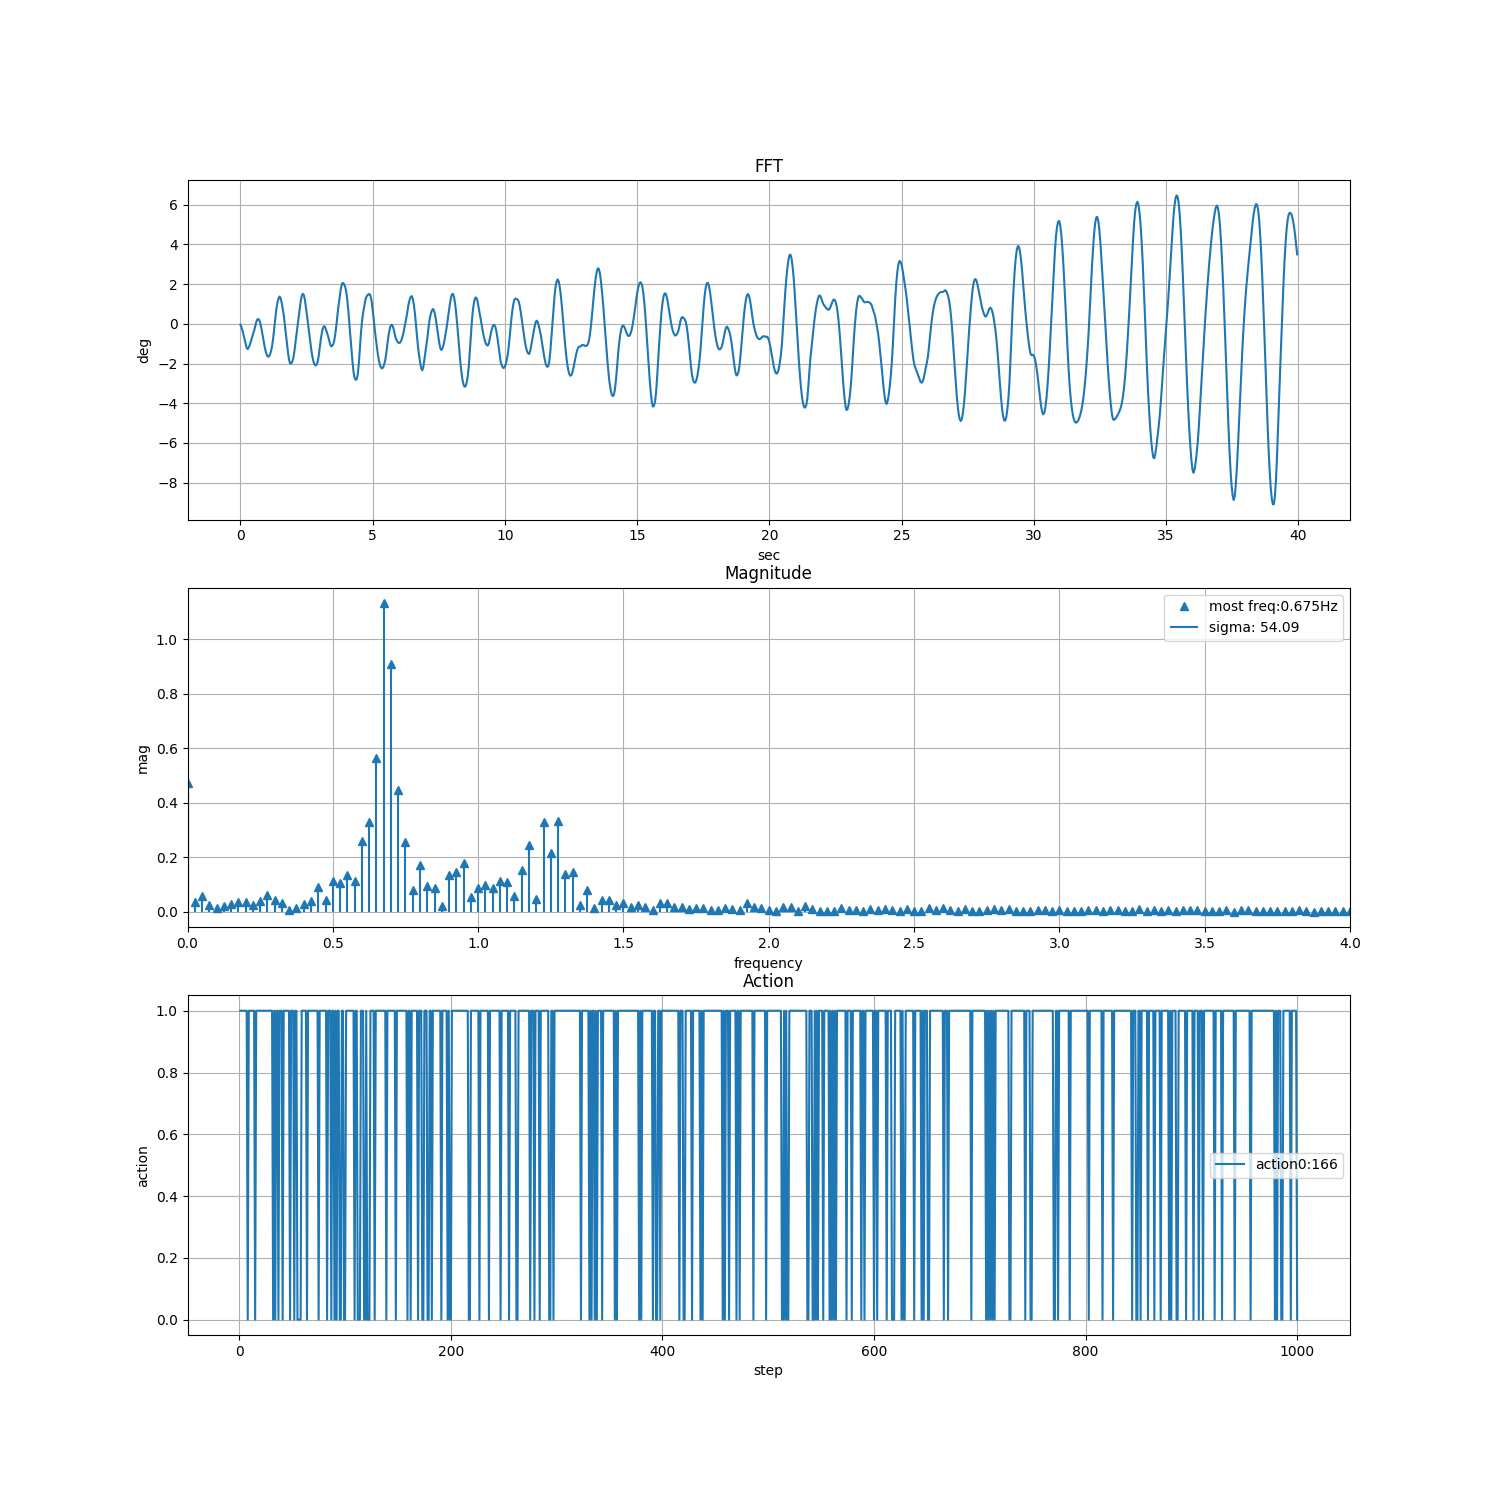 FFT
6
4
2
0
−2
−4
−6
−8
deg
0 5 10 15 20 25 30 35 40
sec
Magnitude
most freq:0.675Hz
sigma: 54.09
1.0
0.8
0.6
0.4
0.2
0.0
mag
0.0 0.5 1.0 1.5 2.0 2.5 3.0 3.5 4.0
frequency
Action
1.0
0.8
0.6
0.4
0.2
0.0
action
action0:166
0 200 400 600 800 1000
step